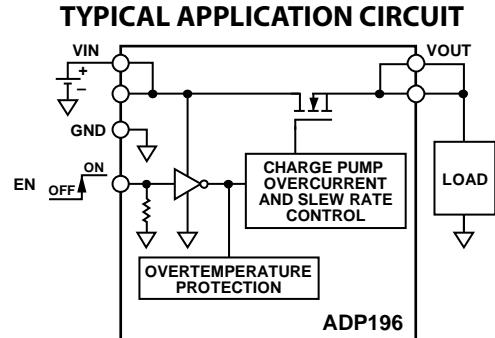 TYPICAL APPLICATION CIRCUIT
VIN
VOUT
+
–
GND
EN
OFF
ON
CHARGE PUMP
OVERCURRENT
AND SLEW RATE
CONTROL
LOAD
OVERTEMPERATURE
PROTECTION
ADP196